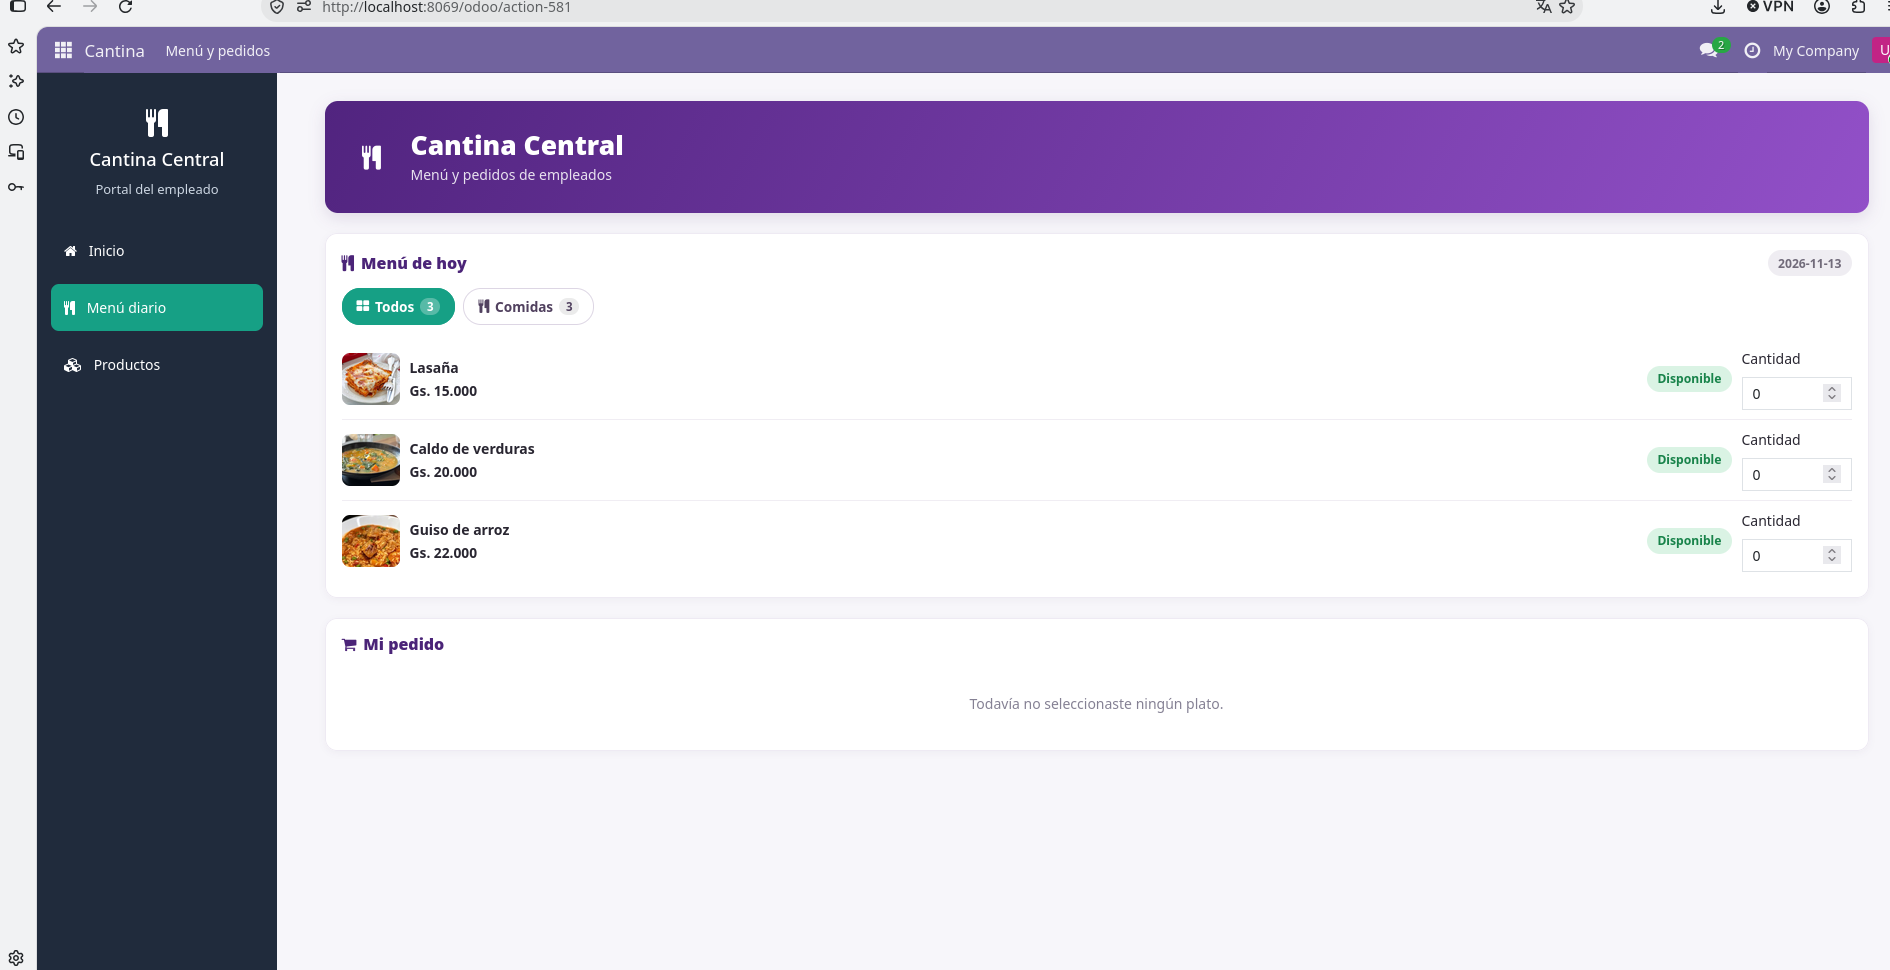 http://localhost:8069/odoo/action-581
VPN
Cantina
Menú y pedidos
2
My Company
U
Cantina Central
Portal del empleado
Inicio
Menú diario
Productos
Cantina Central
Menú y pedidos de empleados
Menú de hoy
2026-11-13
Todos 3
Comidas 3
Lasaña
Gs. 15.000
Disponible
Cantidad
0
Caldo de verduras
Gs. 20.000
Disponible
Cantidad
0
Guiso de arroz
Gs. 22.000
Disponible
Cantidad
0
Mi pedido
Todavía no seleccionaste ningún plato.